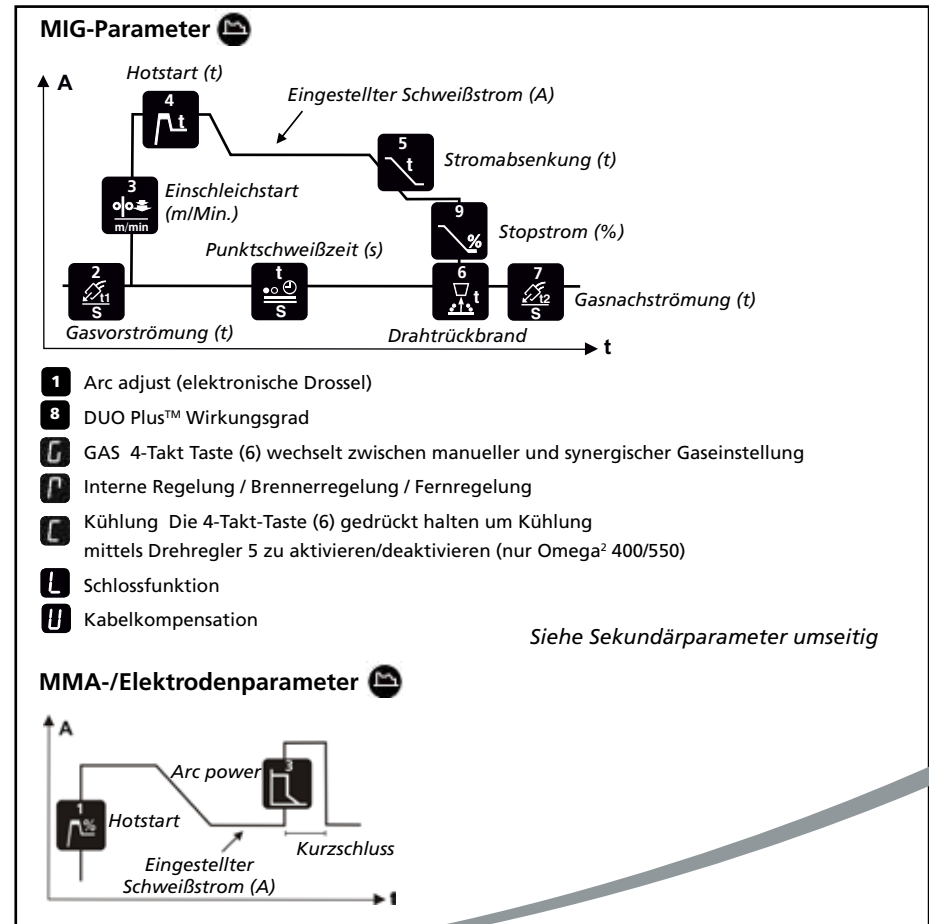 MIG-Parameter
A
Hotstart (t)
4
t
Eingestellter Schweißstrom (A)
5
t
Stromabsenkung (t)
3
m/min
Einschleichstart
(m/Min.)
9
%
Stopstrom (%)
Punktschweißzeit (s)
2
t1
S
t
S
6
t
7
t2
S
Gasnachströmung (t)
Gasvorströmung (t)
Drahtrückbrand
t
1 Arc adjust (elektronische Drossel)
8 DUO Plus™ Wirkungsgrad
G GAS 4-Takt Taste (6) wechselt zwischen manueller und synergischer Gaseinstellung
r Interne Regelung / Brennerregelung / Fernregelung
C Kühlung Die 4-Takt-Taste (6) gedrückt halten um Kühlung
mittels Drehregler 5 zu aktivieren/deaktivieren (nur Omega² 400/550)
L Schlossfunktion
U Kabelkompensation
Siehe Sekundärparameter umseitig
MMA-/Elektrodenparameter
A
Arc power
3
1
%
Hotstart
Kurzschluss
Eingestellter
Schweißstrom (A)
t